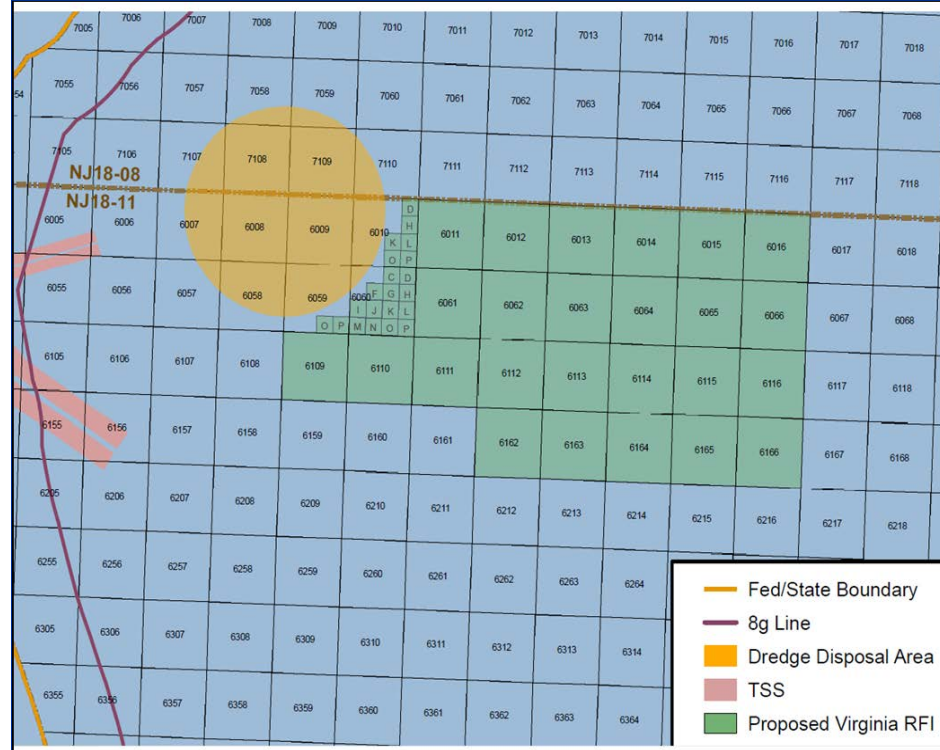 7005 7006 7007 7008 7009 7010 7011 7012 7013 7014 7015 7016 7017 7018
54 7055 7056 7057 7058 7059 7060 7061 7062 7063 7064 7065 7066 7067 7068
7105 7106 7107 7108 7109 7110 7111 7112 7113 7114 7115 7116 7117 7118
NJ18-08
NJ18-11
6005 6006 6007 6008 6009 6010 6011 6012 6013 6014 6015 6016 6017 6018
D
H
K L
O P
6055 6056 6057 6058 6059 6060 6061 6062 6063 6064 6065 6066 6067 6068
C D
F G H
I J K L
O P M N O P
6105 6106 6107 6108 6109 6110 6111 6112 6113 6114 6115 6116 6117 6118
6155 6156 6157 6158 6159 6160 6161 6162 6163 6164 6165 6166 6167 6168
6205 6206 6207 6208 6209 6210 6211 6212 6213 6214 6215 6216 6217 6218
6255 6256 6257 6258 6259 6260 6261 6262 6263 6264
6305 6306 6307 6308 6309 6310 6311 6312 6313 6314
6355 6356 6357 6358 6359 6360 6361 6362 6363 6364
Fed/State Boundary
8g Line
Dredge Disposal Area
TSS
Proposed Virginia RFI